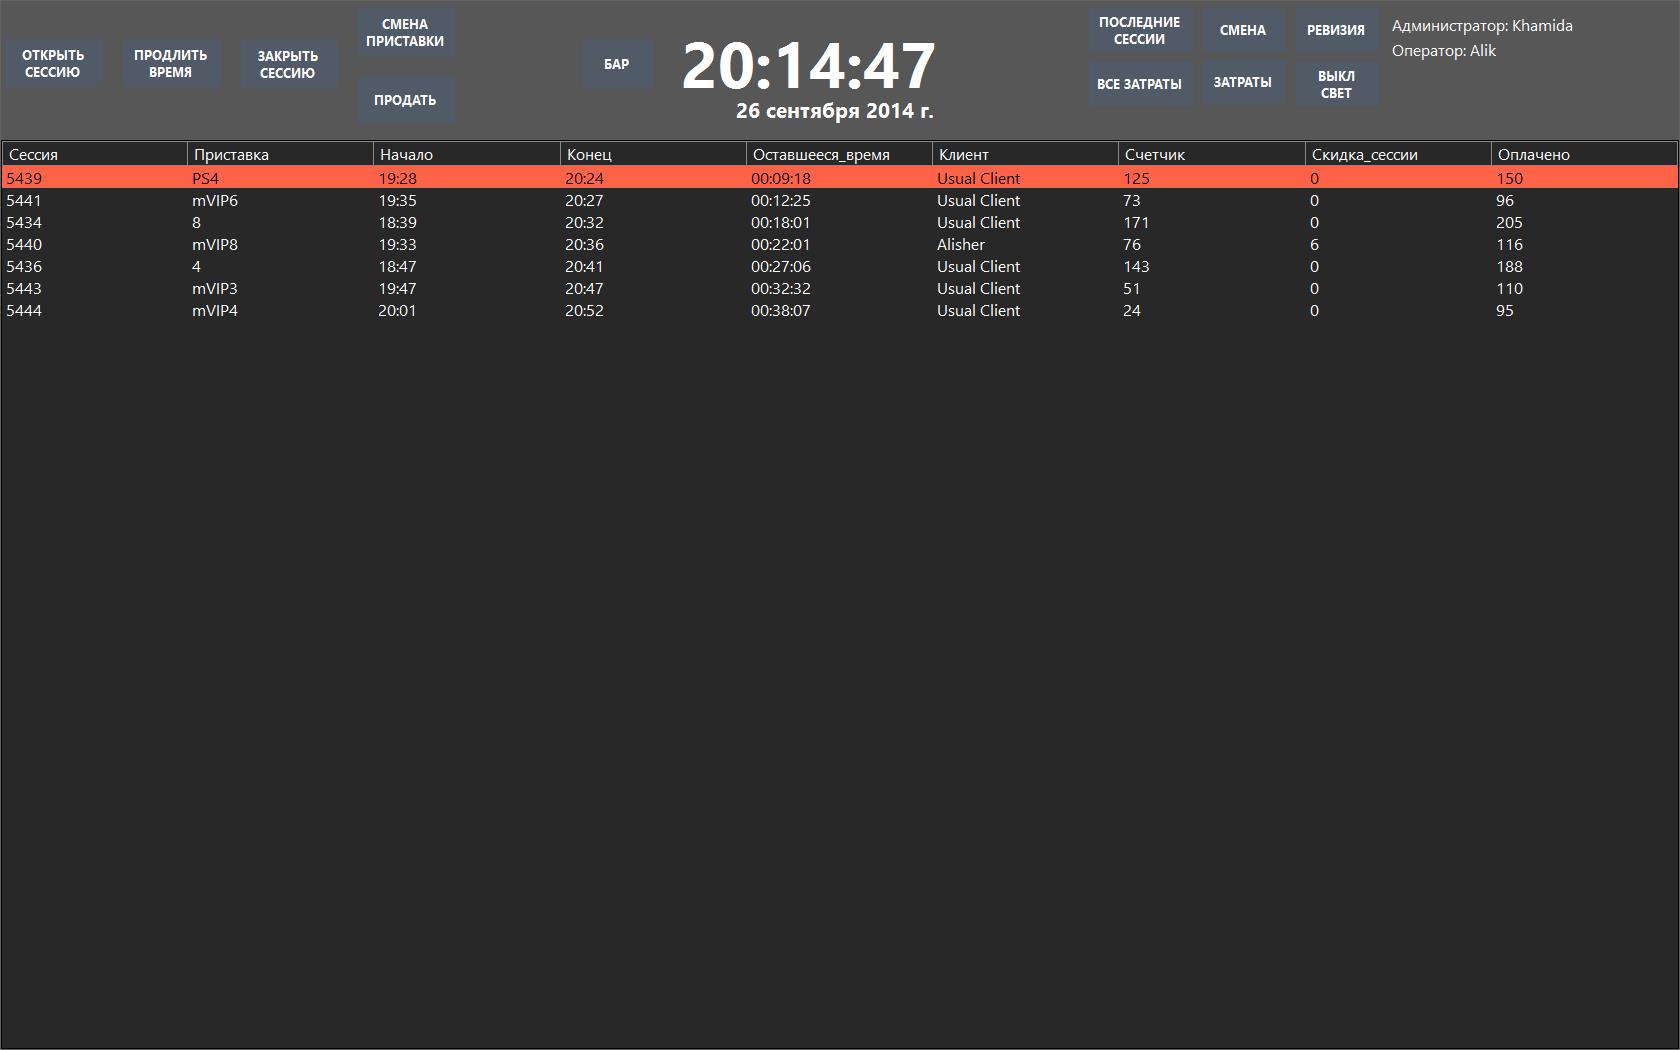 ОТКРЫТЬ
СЕССИЮ
ПРОДЛИТЬ
ВРЕМЯ
ЗАКРЫТЬ
СЕССИЮ
СМЕНА
ПРИСТАВКИ
ПРОДАТЬ
БАР
20:14:47
26 сентября 2014 г.
ПОСЛЕДНИЕ
СЕССИИ
СМЕНА
РЕВИЗИЯ
ВСЕ ЗАТРАТЫ
ЗАТРАТЫ
ВЫКЛ
СВЕТ
Администратор: Khamida
Оператор: Alik
Сессия Приставка Начало Конец Оставшееся_время Клиент Счетчик Скидка_сессии Оплачено
5439 PS4 19:28 20:24 00:09:18 Usual Client 125 0 150
5441 mVIP6 19:35 20:27 00:12:25 Usual Client 73 0 96
5434 8 18:39 20:32 00:18:01 Usual Client 171 0 205
5440 mVIP8 19:33 20:36 00:22:01 Alisher 76 6 116
5436 4 18:47 20:41 00:27:06 Usual Client 143 0 188
5443 mVIP3 19:47 20:47 00:32:32 Usual Client 51 0 110
5444 mVIP4 20:01 20:52 00:38:07 Usual Client 24 0 95